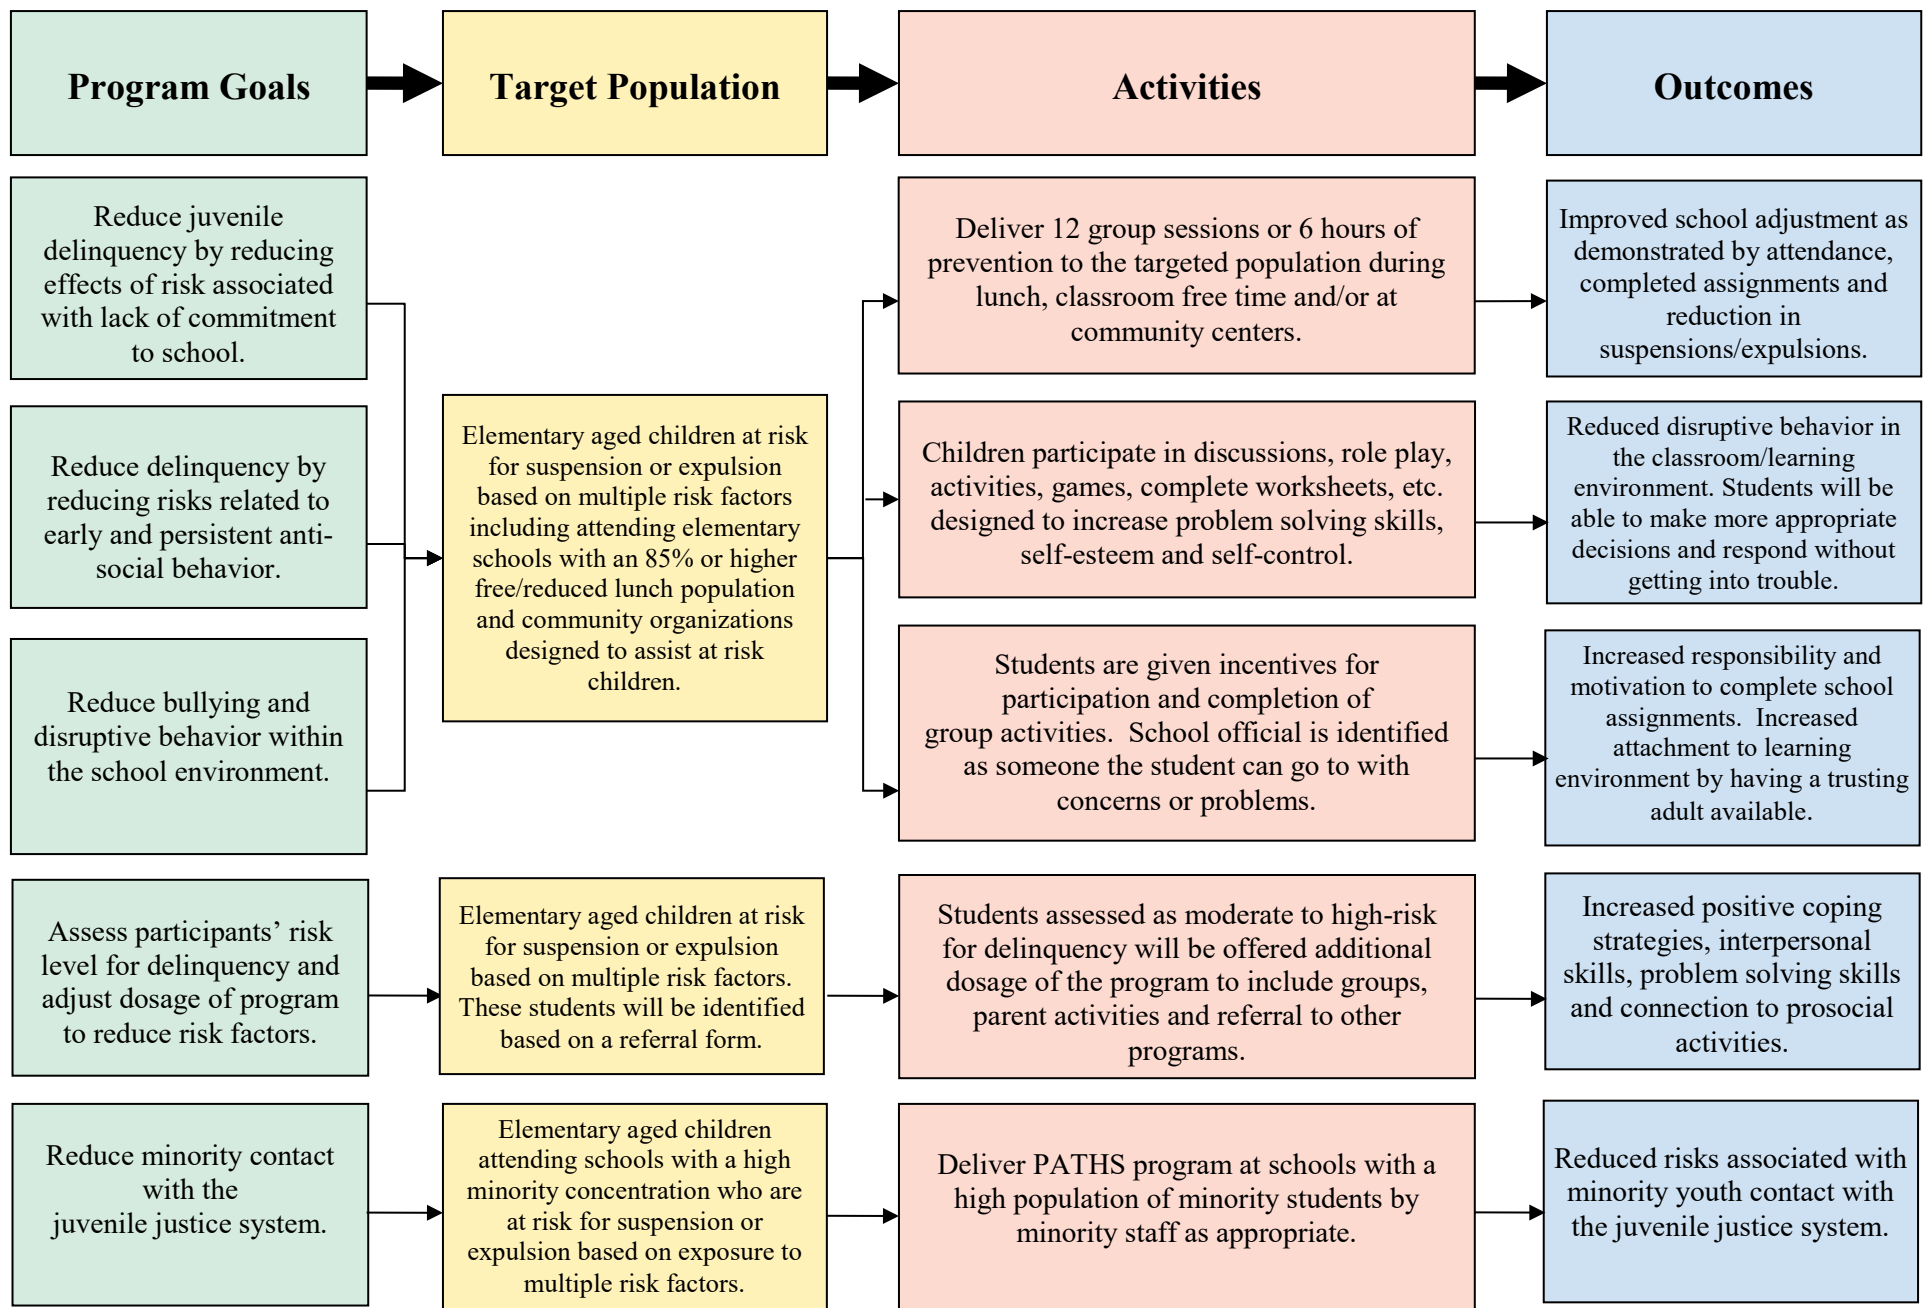 Program Goals
Target Population
Activities
Outcomes
Reduce juvenile
delinquency by reducing
effects of risk associated
with lack of commitment
to school.
Reduce delinquency by
reducing risks related to
early and persistent anti-
social behavior.
Reduce bullying and
disruptive behavior within
the school environment.
Elementary aged children at risk
for suspension or expulsion
based on multiple risk factors
including attending elementary
schools with an 85% or higher
free/reduced lunch population
and community organizations
designed to assist at risk
children.
Deliver 12 group sessions or 6 hours of
prevention to the targeted population during
lunch, classroom free time and/or at
community centers.
Improved school adjustment as
demonstrated by attendance,
completed assignments and
reduction in
suspensions/expulsions.
Children participate in discussions, role play,
activities, games, complete worksheets, etc.
designed to increase problem solving skills,
self-esteem and self-control.
Reduced disruptive behavior in
the classroom/learning
environment. Students will be
able to make more appropriate
decisions and respond without
getting into trouble.
Students are given incentives for
participation and completion of
group activities.  School official is identified
as someone the student can go to with
concerns or problems.
Increased responsibility and
motivation to complete school
assignments.  Increased
attachment to learning
environment by having a trusting
adult available.
Assess participants’ risk
level for delinquency and
adjust dosage of program
to reduce risk factors.
Elementary aged children at risk
for suspension or expulsion
based on multiple risk factors.
These students will be identified
based on a referral form.
Students assessed as moderate to high-risk
for delinquency will be offered additional
dosage of the program to include groups,
parent activities and referral to other
programs.
Increased positive coping
strategies, interpersonal
skills, problem solving skills
and connection to prosocial
activities.
Reduce minority contact
with the
juvenile justice system.
Elementary aged children
attending schools with a high
minority concentration who are
at risk for suspension or
expulsion based on exposure to
multiple risk factors.
Deliver PATHS program at schools with a
high population of minority students by
minority staff as appropriate.
Reduced risks associated with
minority youth contact with
the juvenile justice system.